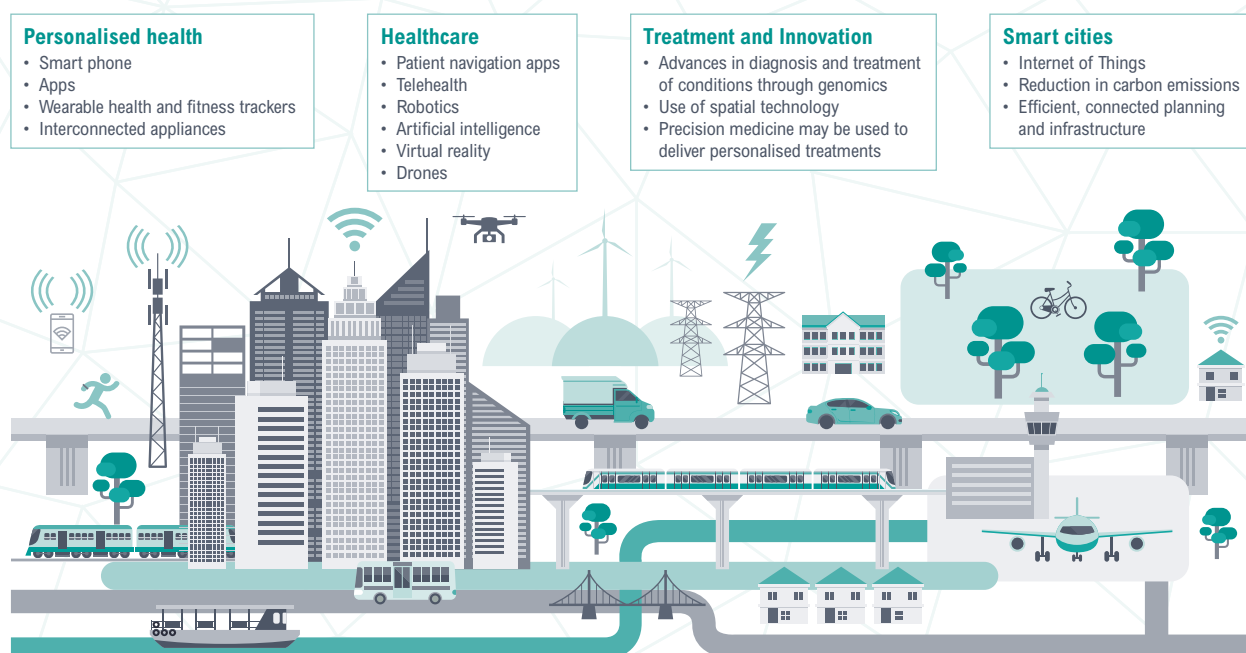 Personalised health
• Smart phone
• Apps
• Wearable health and fitness trackers
• Interconnected appliances
Healthcare
• Patient navigation apps
• Telehealth
• Robotics
• Artificial intelligence
• Virtual reality
• Drones
Treatment and Innovation
• Advances in diagnosis and treatment
of conditions through genomics
• Use of spatial technology
• Precision medicine may be used to
deliver personalised treatments
Smart cities
• Internet of Things
• Reduction in carbon emissions
• Efficient, connected planning
and infrastructure